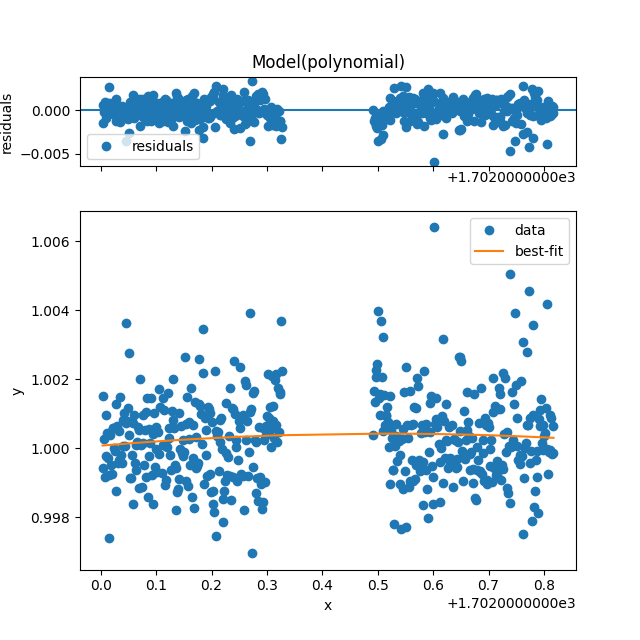 Model(polynomial)
residuals
0.000
−0.005
residuals
+1.7020000000e3
y
1.006
1.004
1.002
1.000
0.998
data
best-fit
0.0 0.1 0.2 0.3 0.4 0.5 0.6 0.7 0.8
x
+1.7020000000e3